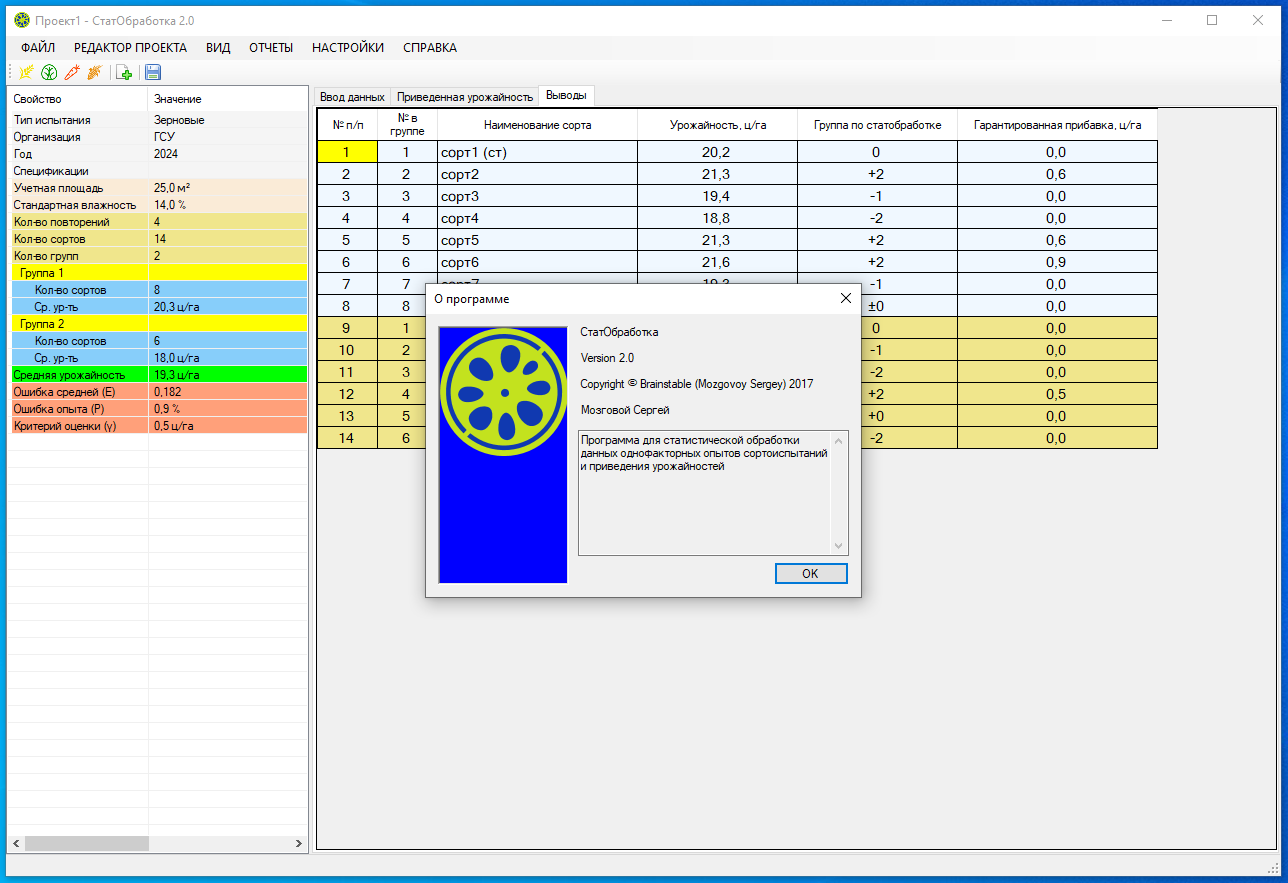 Проект1 - СтатОбработка 2.0
ФАЙЛ РЕДАКТОР ПРОЕКТА ВИД ОТЧЕТЫ НАСТРОЙКИ СПРАВКА
Свойство Значение
Тип испытания Зерновые
Организация ГСУ
Год 2024
Спецификации
Учетная площадь 25,0 м²
Стандартная влажность 14,0 %
Кол-во повторений 4
Кол-во сортов 14
Кол-во групп 2
Группа 1
Кол-во сортов 8
Ср. ур-ть 20,3 ц/га
Группа 2
Кол-во сортов 6
Ср. ур-ть 18,0 ц/га
Средняя урожайность 19,3 ц/га
Ошибка средней (E) 0,182
Ошибка опыта (P) 0,9 %
Критерий оценки (γ) 0,5 ц/га
Ввод данных Приведенная урожайность Выводы
№ п/п № в группе Наименование сорта Урожайность, ц/га Группа по статобработке Гарантированная прибавка, ц/га
1 1 сорт1 (ст) 20,2 0 0,0
2 2 сорт2 21,3 +2 0,6
3 3 сорт3 19,4 -1 0,0
4 4 сорт4 18,8 -2 0,0
5 5 сорт5 21,3 +2 0,6
6 6 сорт6 21,6 +2 0,9
7 7 -1 0,0
8 8 ±0 0,0
9 1 0 0,0
10 2 -1 0,0
11 3 -2 0,0
12 4 +2 0,5
13 5 +0 0,0
14 6 -2 0,0
О программе
СтатОбработка
Version 2.0
Copyright © Brainstable (Mozgovoy Sergey) 2017
Мозговой Сергей
Программа для статистической обработки
данных однофакторных опытов сортоиспытаний
и приведения урожайностей
OK